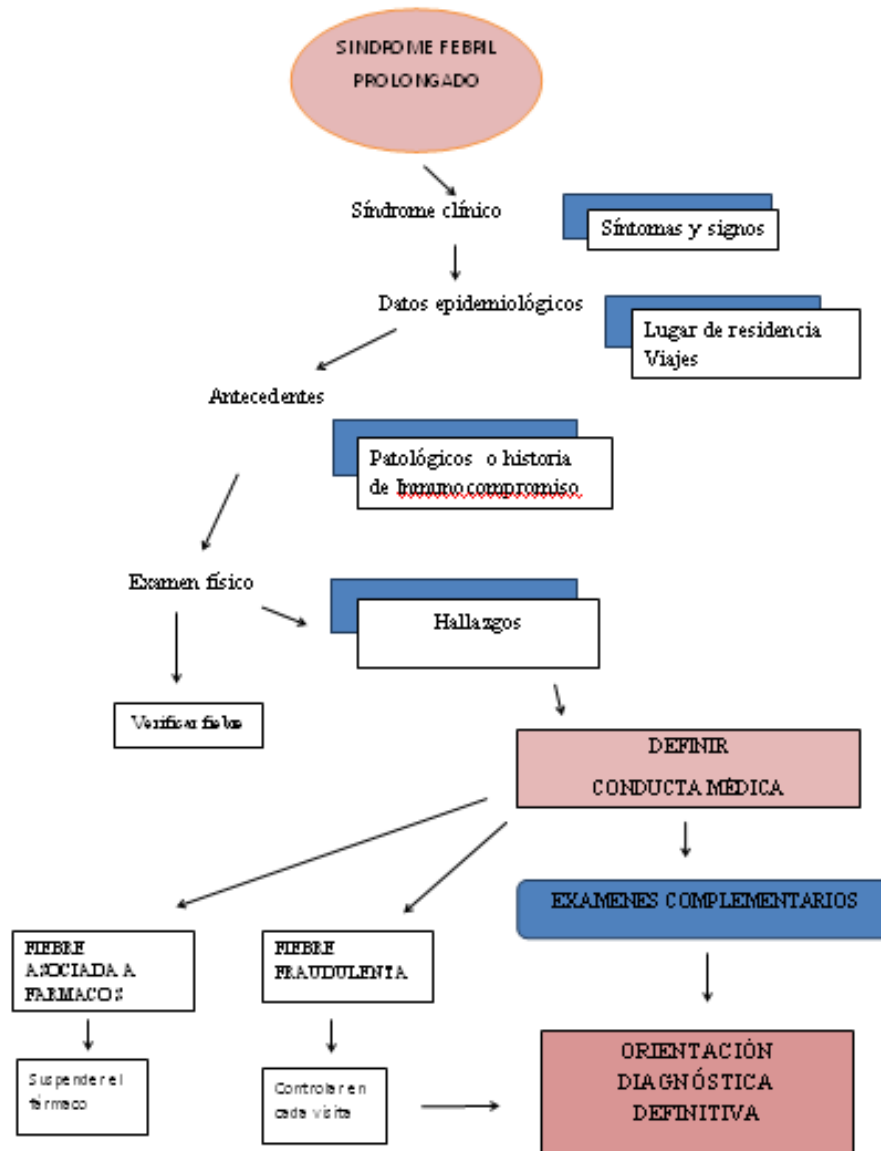 SINDROME FEBRIL
PROLONGADO
Síndrome clínico
Síntomas y signos
Datos epidemiológicos
Lugar de residencia
Viajes
Antecedentes
Patológicos o historia
de Inmunocompromiso
Examen físico
Hallazgos
Verificar fiebre
DEFINIR
CONDUCTA MÉDICA
EXAMENES COMPLEMENTARIOS
FIEBRE
ASOCIADA A
FARMACOS
FIEBRE
FRAUDULENTA
Suspender el
fármaco
Controlar en
cada visita
ORIENTACIÓN
DIAGNÓSTICA
DEFINITIVA